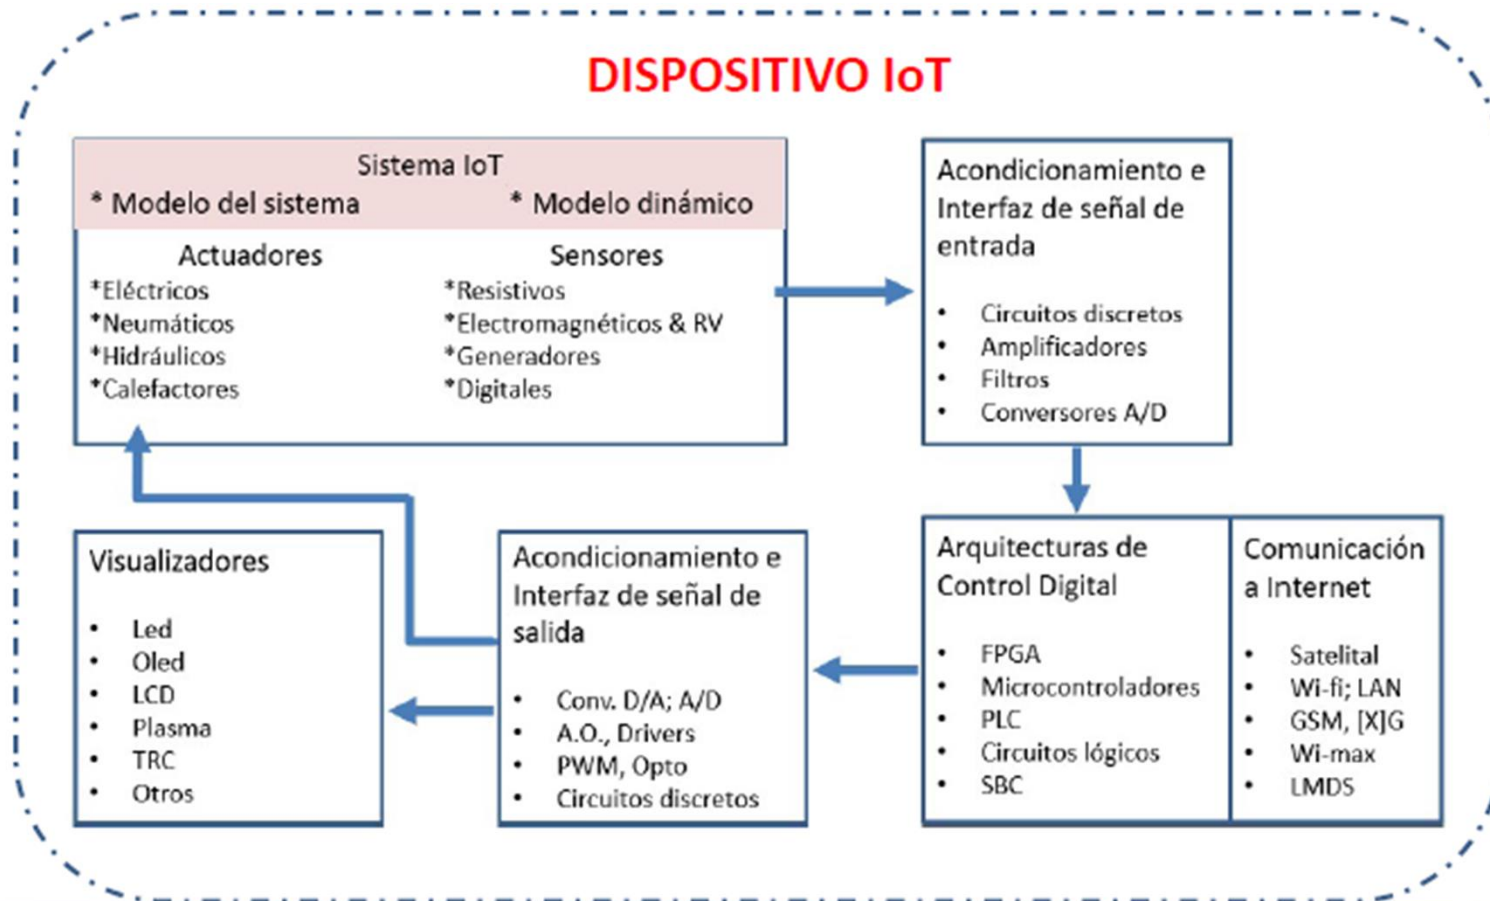 DISPOSITIVO IoT
Sistema IoT
* Modelo del sistema
* Modelo dinámico
Actuadores
*Eléctricos
*Neumáticos
*Hidráulicos
*Calefactores
Sensores
*Resistivos
*Electromagnéticos & RV
*Generadores
*Digitales
Acondicionamiento e
Interfaz de señal de
entrada
• Circuitos discretos
• Amplificadores
• Filtros
• Conversores A/D
Visualizadores
• Led
• Oled
• LCD
• Plasma
• TRC
• Otros
Acondicionamiento e
Interfaz de señal de
salida
• Conv. D/A; A/D
• A.O., Drivers
• PWM, Opto
• Circuitos discretos
Arquitecturas de
Control Digital
• FPGA
• Microcontroladores
• PLC
• Circuitos lógicos
• SBC
Comunicación
a Internet
• Satelital
• Wi-fi; LAN
• GSM, [X]G
• Wi-max
• LMDS